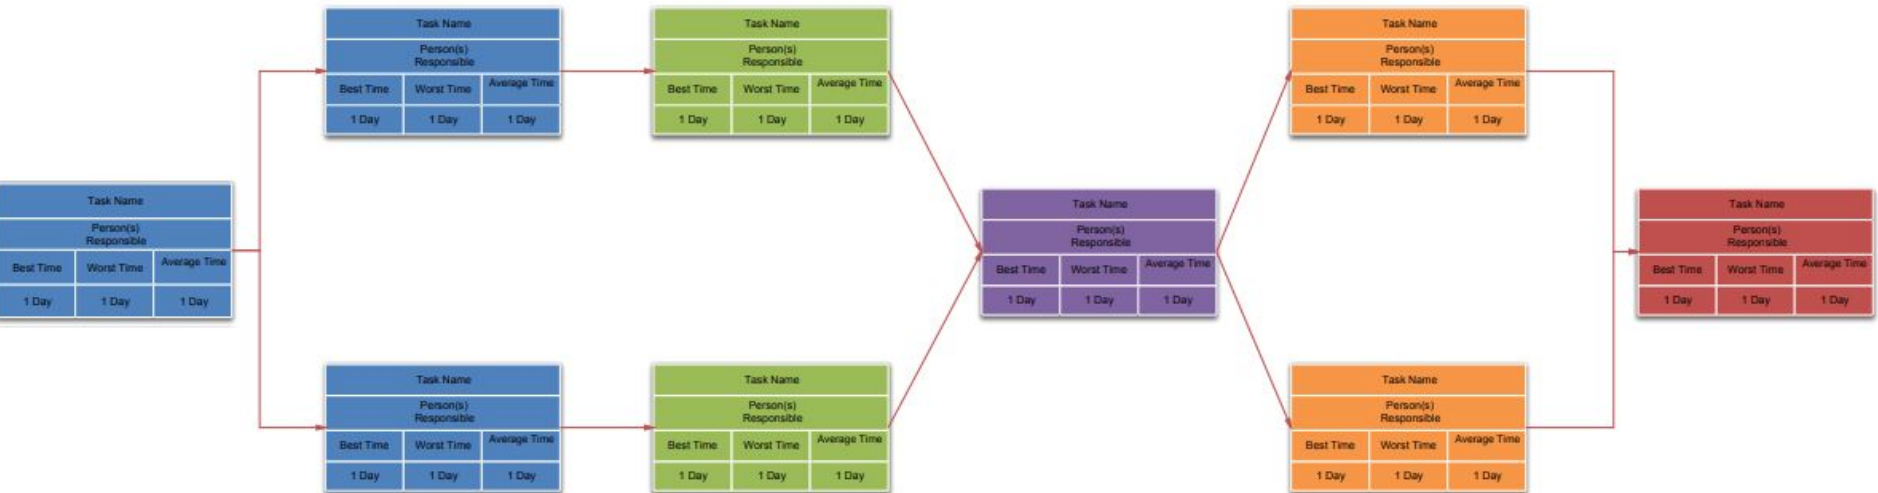 Task Name
Person(s)
Responsible
Best Time Worst Time Average Time
1 Day 1 Day 1 Day
Task Name
Person(s)
Responsible
Best Time Worst Time Average Time
1 Day 1 Day 1 Day
Task Name
Person(s)
Responsible
Best Time Worst Time Average Time
1 Day 1 Day 1 Day
Task Name
Person(s)
Responsible
Best Time Worst Time Average Time
1 Day 1 Day 1 Day
Task Name
Person(s)
Responsible
Best Time Worst Time Average Time
1 Day 1 Day 1 Day
Task Name
Person(s)
Responsible
Best Time Worst Time Average Time
1 Day 1 Day 1 Day
Task Name
Person(s)
Responsible
Best Time Worst Time Average Time
1 Day 1 Day 1 Day
Task Name
Person(s)
Responsible
Best Time Worst Time Average Time
1 Day 1 Day 1 Day
Task Name
Person(s)
Responsible
Best Time Worst Time Average Time
1 Day 1 Day 1 Day